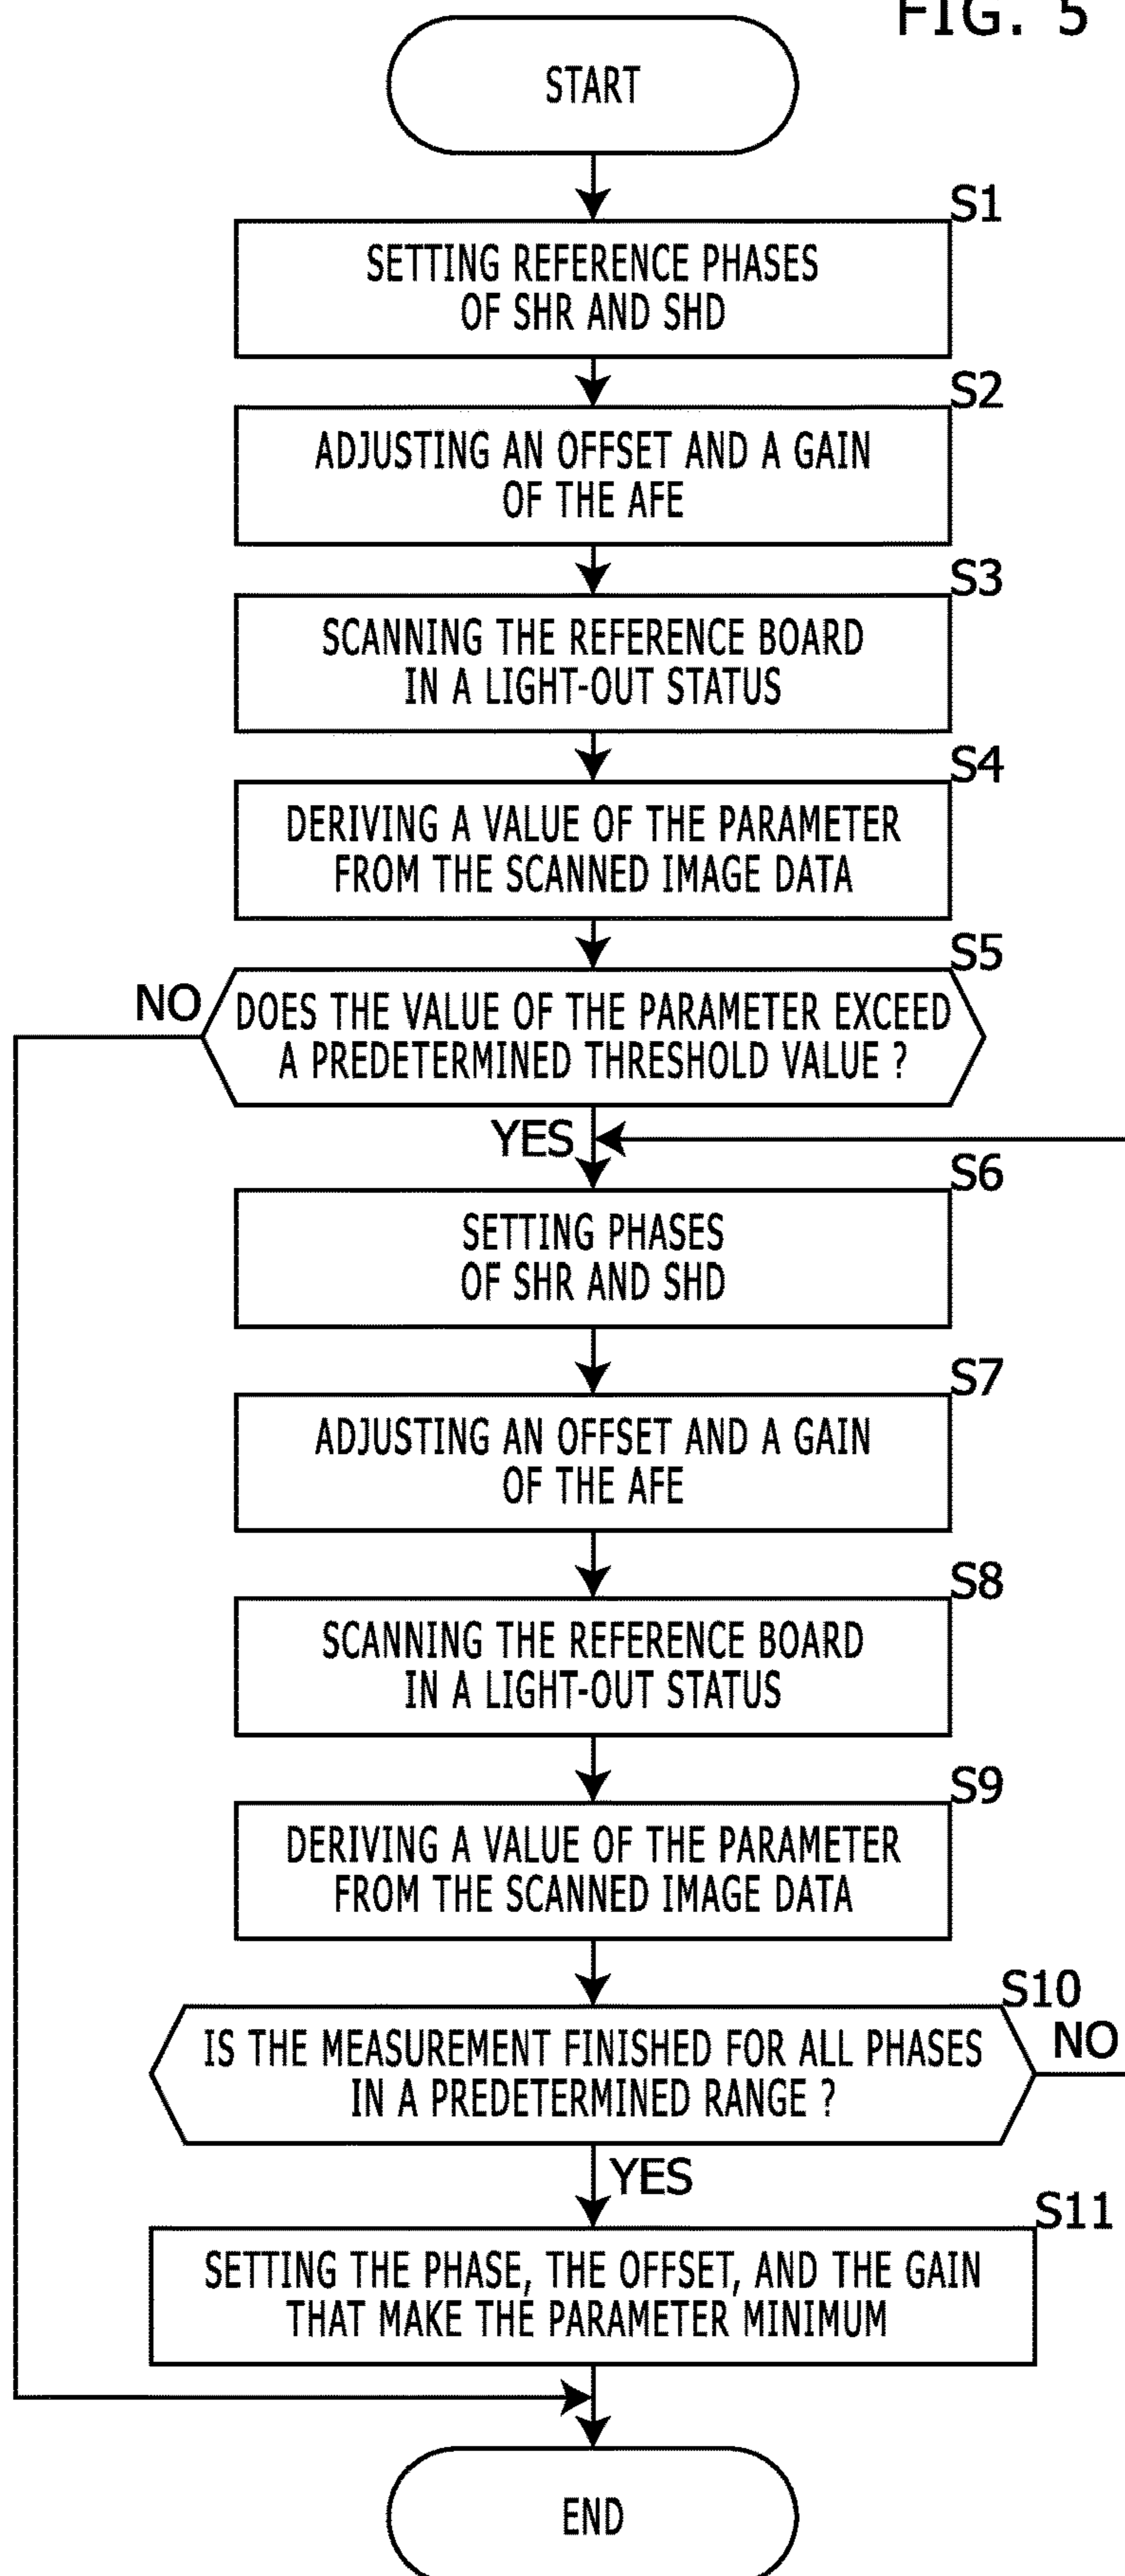 FIG. 5
START
S1
SETTING REFERENCE PHASES
OF SHR AND SHD
S2
ADJUSTING AN OFFSET AND A GAIN
OF THE AFE
S3
SCANNING THE REFERENCE BOARD
IN A LIGHT-OUT STATUS
S4
DERIVING A VALUE OF THE PARAMETER
FROM THE SCANNED IMAGE DATA
S5
NO
DOES THE VALUE OF THE PARAMETER EXCEED
A PREDETERMINED THRESHOLD VALUE ?
YES
S6
SETTING PHASES
OF SHR AND SHD
S7
ADJUSTING AN OFFSET AND A GAIN
OF THE AFE
S8
SCANNING THE REFERENCE BOARD
IN A LIGHT-OUT STATUS
S9
DERIVING A VALUE OF THE PARAMETER
FROM THE SCANNED IMAGE DATA
S10
NO
IS THE MEASUREMENT FINISHED FOR ALL PHASES
IN A PREDETERMINED RANGE ?
YES
S11
SETTING THE PHASE, THE OFFSET, AND THE GAIN
THAT MAKE THE PARAMETER MINIMUM
END